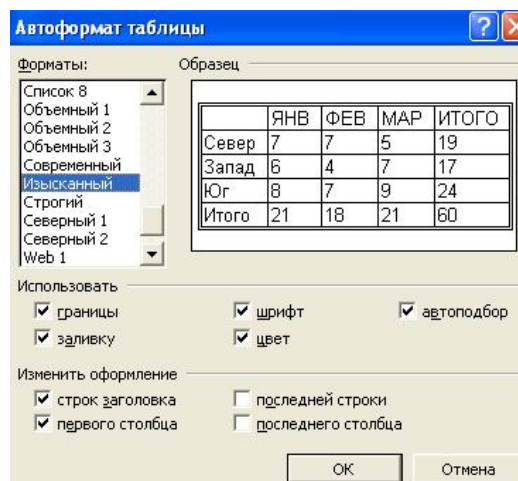 Автоформат таблицы
Форматы:
Образец
Список 8
Объемный 1
Объемный 2
Объемный 3
Современный
Изысканный
Строгий
Северный 1
Северный 2
Web 1
ЯНВ ФЕВ МАР ИТОГО
Север 7 7 5 19
Запад 6 4 7 17
Юг 8 7 9 24
Итого 21 18 21 60
Использовать
границы шрифт автоподбор
заливку цвет
Изменить оформление
строк заголовка последней строки
первого столбца последнего столбца
ОК Отмена